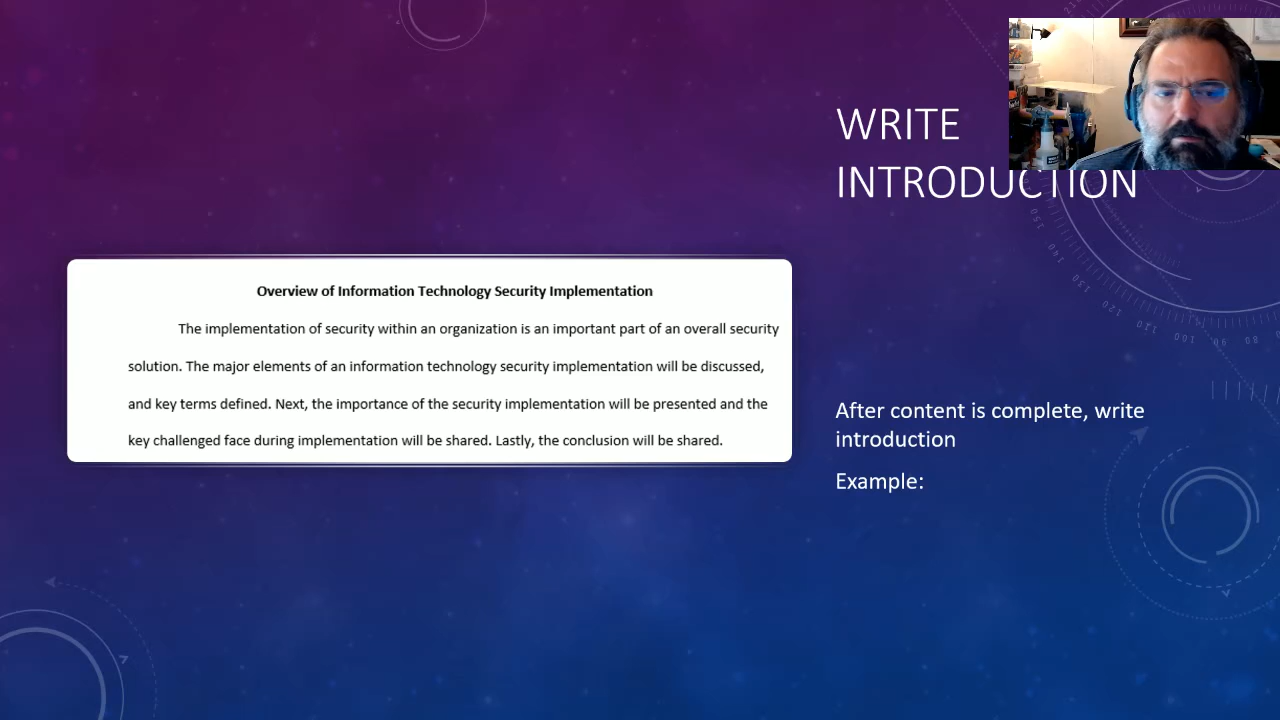 WRITE
INTRODUCTION
Overview of Information Technology Security Implementation
The implementation of security within an organization is an important part of an overall security
solution. The major elements of an information technology security implementation will be discussed,
and key terms defined. Next, the importance of the security implementation will be presented and the
key challenged face during implementation will be shared. Lastly, the conclusion will be shared.
After content is complete, write
introduction
Example: